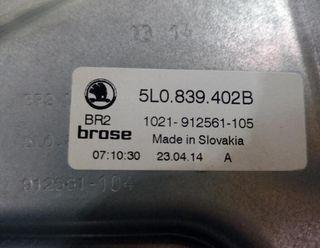 13 14
5L0.839.402B
BR2
brose
1021- 912561-105
Made in Slovakia
07:10:30 23.04.14 A
912561-104